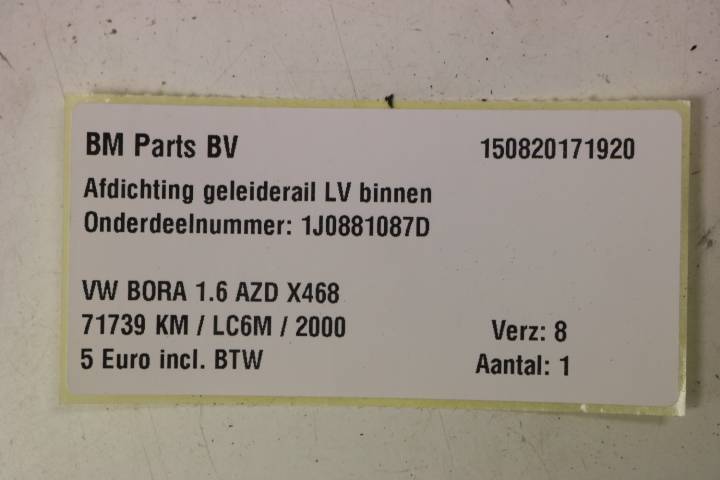 BM Parts BV 150820171920
Afdichting geleiderail LV binnen
Onderdeelnummer: 1J0881087D
VW BORA 1.6 AZD X468
71739 KM / LC6M / 2000 Verz: 8
5 Euro incl. BTW Aantal: 1